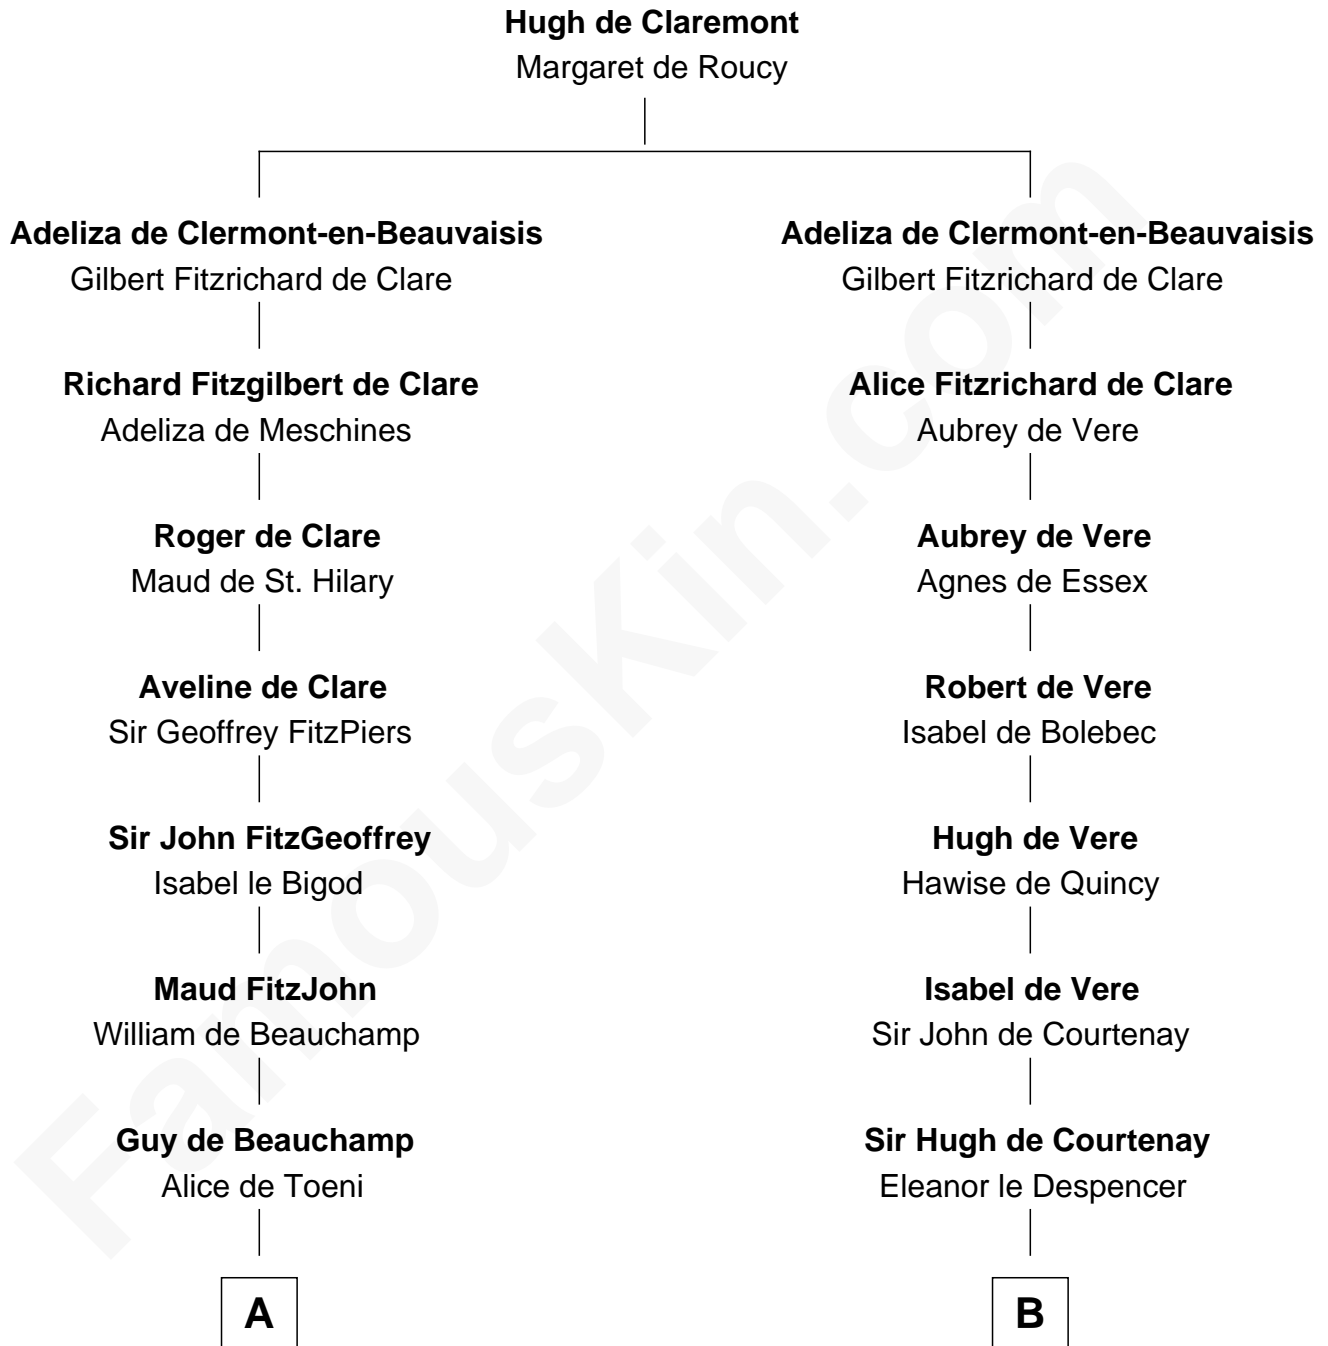 Hugh de Claremont
Margaret de Roucy
Adeliza de Clermont-en-Beauvaisis
Gilbert Fitzrichard de Clare
Richard Fitzgilbert de Clare
Adeliza de Meschines
Roger de Clare
Maud de St. Hilary
Aveline de Clare
Sir Geoffrey FitzPiers
Sir John FitzGeoffrey
Isabel le Bigod
Maud FitzJohn
William de Beauchamp
Guy de Beauchamp
Alice de Toeni
A
Adeliza de Clermont-en-Beauvaisis
Gilbert Fitzrichard de Clare
Alice Fitzrichard de Clare
Aubrey de Vere
Aubrey de Vere
Agnes de Essex
Robert de Vere
Isabel de Bolebec
Hugh de Vere
Hawise de Quincy
Isabel de Vere
Sir John de Courtenay
Sir Hugh de Courtenay
Eleanor le Despencer
B
FamousKin.com